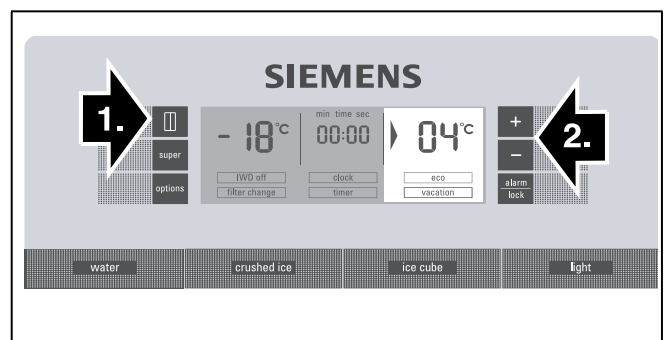 SIEMENS
1.
super
options
- 18°C
min time sec
00:00
04°C
IWD off
clock
eco
filter change
timer
vacation
+
-
alarm
lock
2.
water
crushed ice
ice cube
light